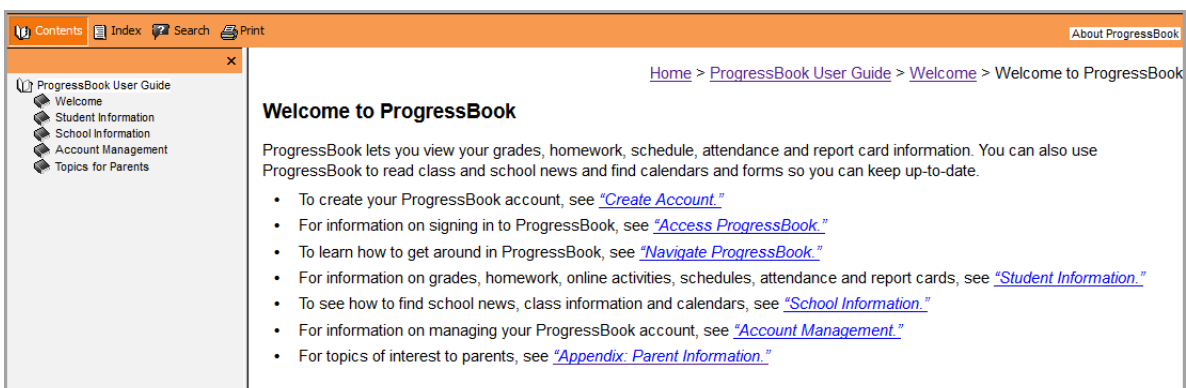 Contents Index Search Print
About ProgressBook
×
ProgressBook User Guide
Welcome
Student Information
School Information
Account Management
Topics for Parents
Home > ProgressBook User Guide > Welcome > Welcome to ProgressBook
Welcome to ProgressBook
ProgressBook lets you view your grades, homework, schedule, attendance and report card information. You can also use
ProgressBook to read class and school news and find calendars and forms so you can keep up-to-date.
• To create your ProgressBook account, see “Create Account.”
• For information on signing in to ProgressBook, see “Access ProgressBook.”
• To learn how to get around in ProgressBook, see “Navigate ProgressBook.”
• For information on grades, homework, online activities, schedules, attendance and report cards, see “Student Information.”
• To see how to find school news, class information and calendars, see “School Information.”
• For information on managing your ProgressBook account, see “Account Management.”
• For topics of interest to parents, see “Appendix: Parent Information.”